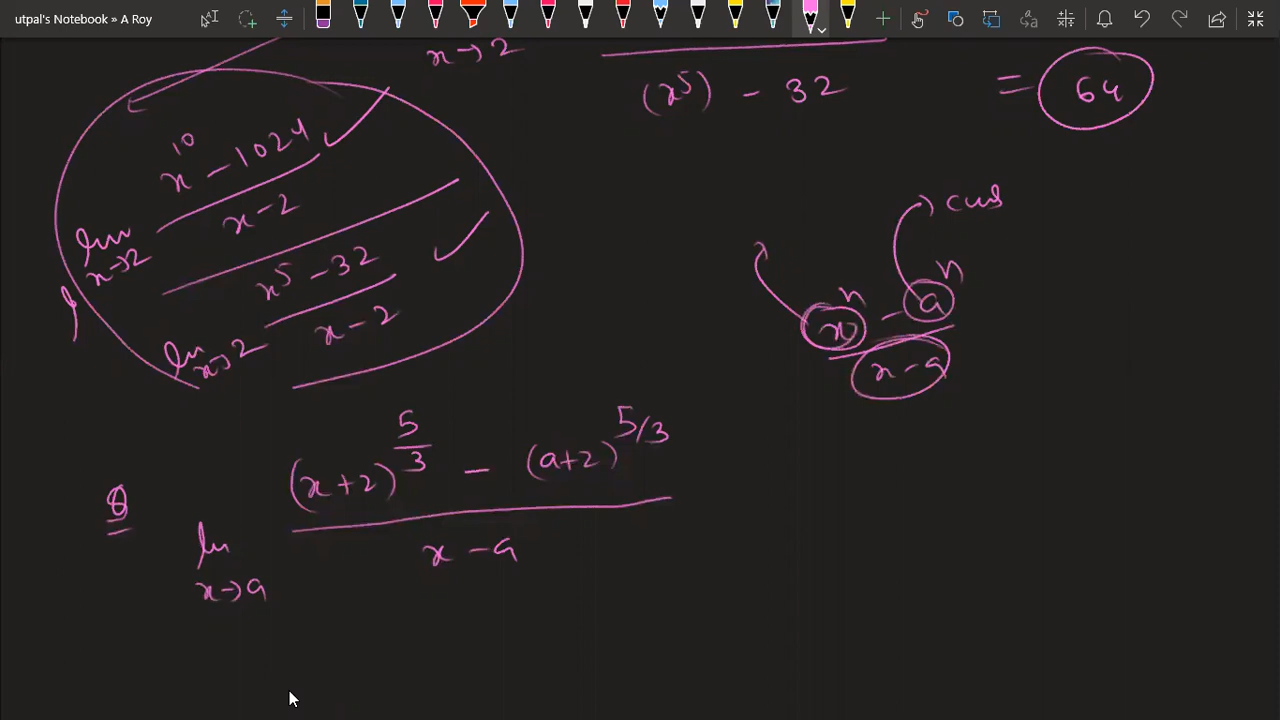 utpal's Notebook » A Roy
x→2
(x⁵) - 32
= 64
lim x→2 (x¹⁰ - 1024)/(x - 2)
lim x→2 (x⁵ - 32)/(x - 2)
(xⁿ - aⁿ)/(x - a)
Q lim x→a ((x+2)^(5/3) - (a+2)^(5/3))/(x - a)